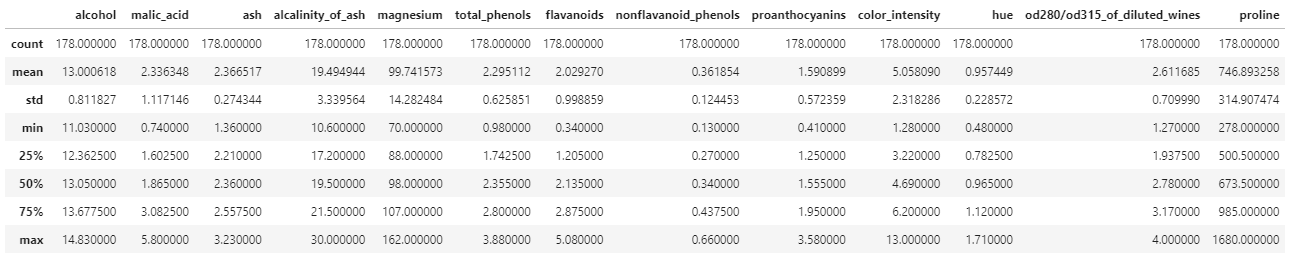 alcohol malic_acid ash alcalinity_of_ash magnesium total_phenols flavanoids nonflavanoid_phenols proanthocyanins color_intensity hue od280/od315_of_diluted_wines proline
count 178.000000 178.000000 178.000000 178.000000 178.000000 178.000000 178.000000 178.000000 178.000000 178.000000 178.000000 178.000000 178.000000
mean 13.000618 2.336348 2.366517 19.494944 99.741573 2.295112 2.029270 0.361854 1.590899 5.058090 0.957449 2.611685 746.893258
std 0.811827 1.117146 0.274344 3.339564 14.282484 0.625851 0.998859 0.124453 0.572359 2.318286 0.228572 0.709990 314.907474
min 11.030000 0.740000 1.360000 10.600000 70.000000 0.980000 0.340000 0.130000 0.410000 1.280000 0.480000 1.270000 278.000000
25% 12.362500 1.602500 2.210000 17.200000 88.000000 1.742500 1.205000 0.270000 1.250000 3.220000 0.782500 1.937500 500.500000
50% 13.050000 1.865000 2.360000 19.500000 98.000000 2.355000 2.135000 0.340000 1.555000 4.690000 0.965000 2.780000 673.500000
75% 13.677500 3.082500 2.557500 21.500000 107.000000 2.800000 2.875000 0.437500 1.950000 6.200000 1.120000 3.170000 985.000000
max 14.830000 5.800000 3.230000 30.000000 162.000000 3.880000 5.080000 0.660000 3.580000 13.000000 1.710000 4.000000 1680.000000